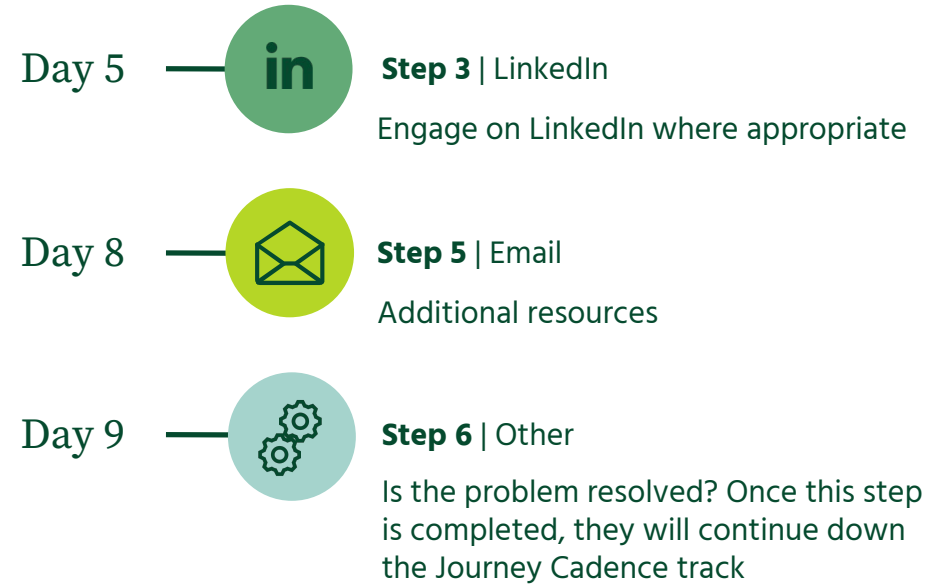 Day 5
in
Step 3 | LinkedIn
Engage on LinkedIn where appropriate
Day 8
Step 5 | Email
Additional resources
Day 9
Step 6 | Other
Is the problem resolved? Once this step
is completed, they will continue down
the Journey Cadence track